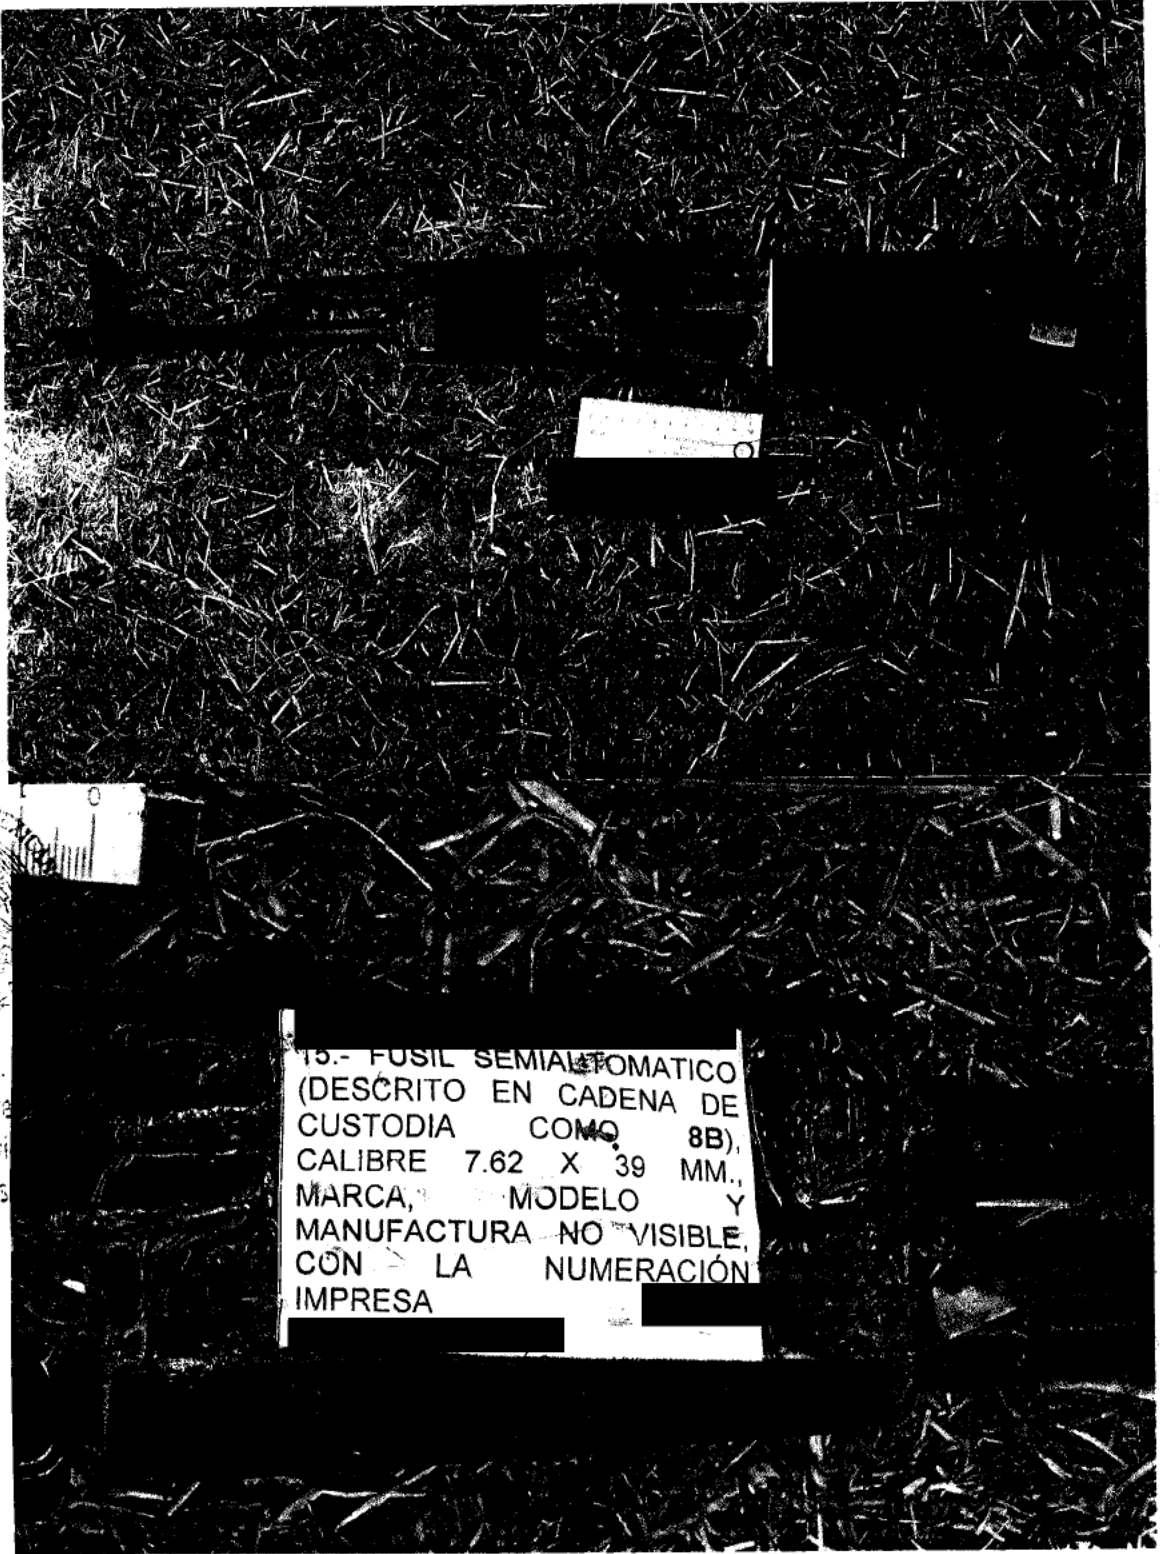 0
15.- FUSIL SEMIAUTOMATICO
(DESCRITO EN CADENA DE
CUSTODIA COMO 8B),
CALIBRE 7.62 X 39 MM.,
MARCA, MODELO Y
MANUFACTURA NO VISIBLE,
CON LA NUMERACIÓN
IMPRESA